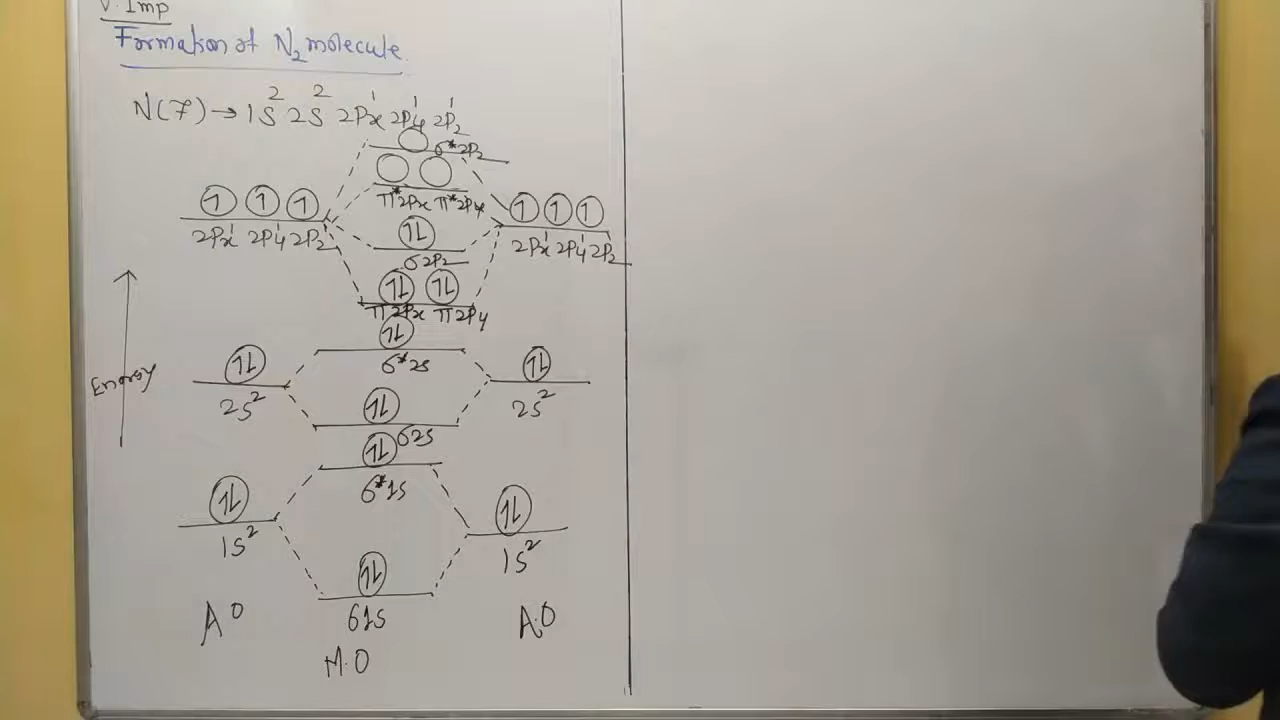 V. Imp
Formation of N₂ molecule.
N(7) → 1S² 2S² 2Px¹ 2Py¹ 2Pz¹
σ*2Pz
π*2Px π*2Py
↑ ↑ ↑
↑ ↑ ↑
2Px¹ 2Py¹ 2Pz¹
2Px¹ 2Py¹ 2Pz¹
↑↓
σ2Pz
↑↓ ↑↓
π2Px π2Py
↑↓
σ*2s
↑↓
↑↓
2s²
2s²
Energy
↑↓
σ2s
↑↓
σ*1s
↑↓
↑↓
1s²
1s²
↑↓
σ1s
AO
A.O
M.O